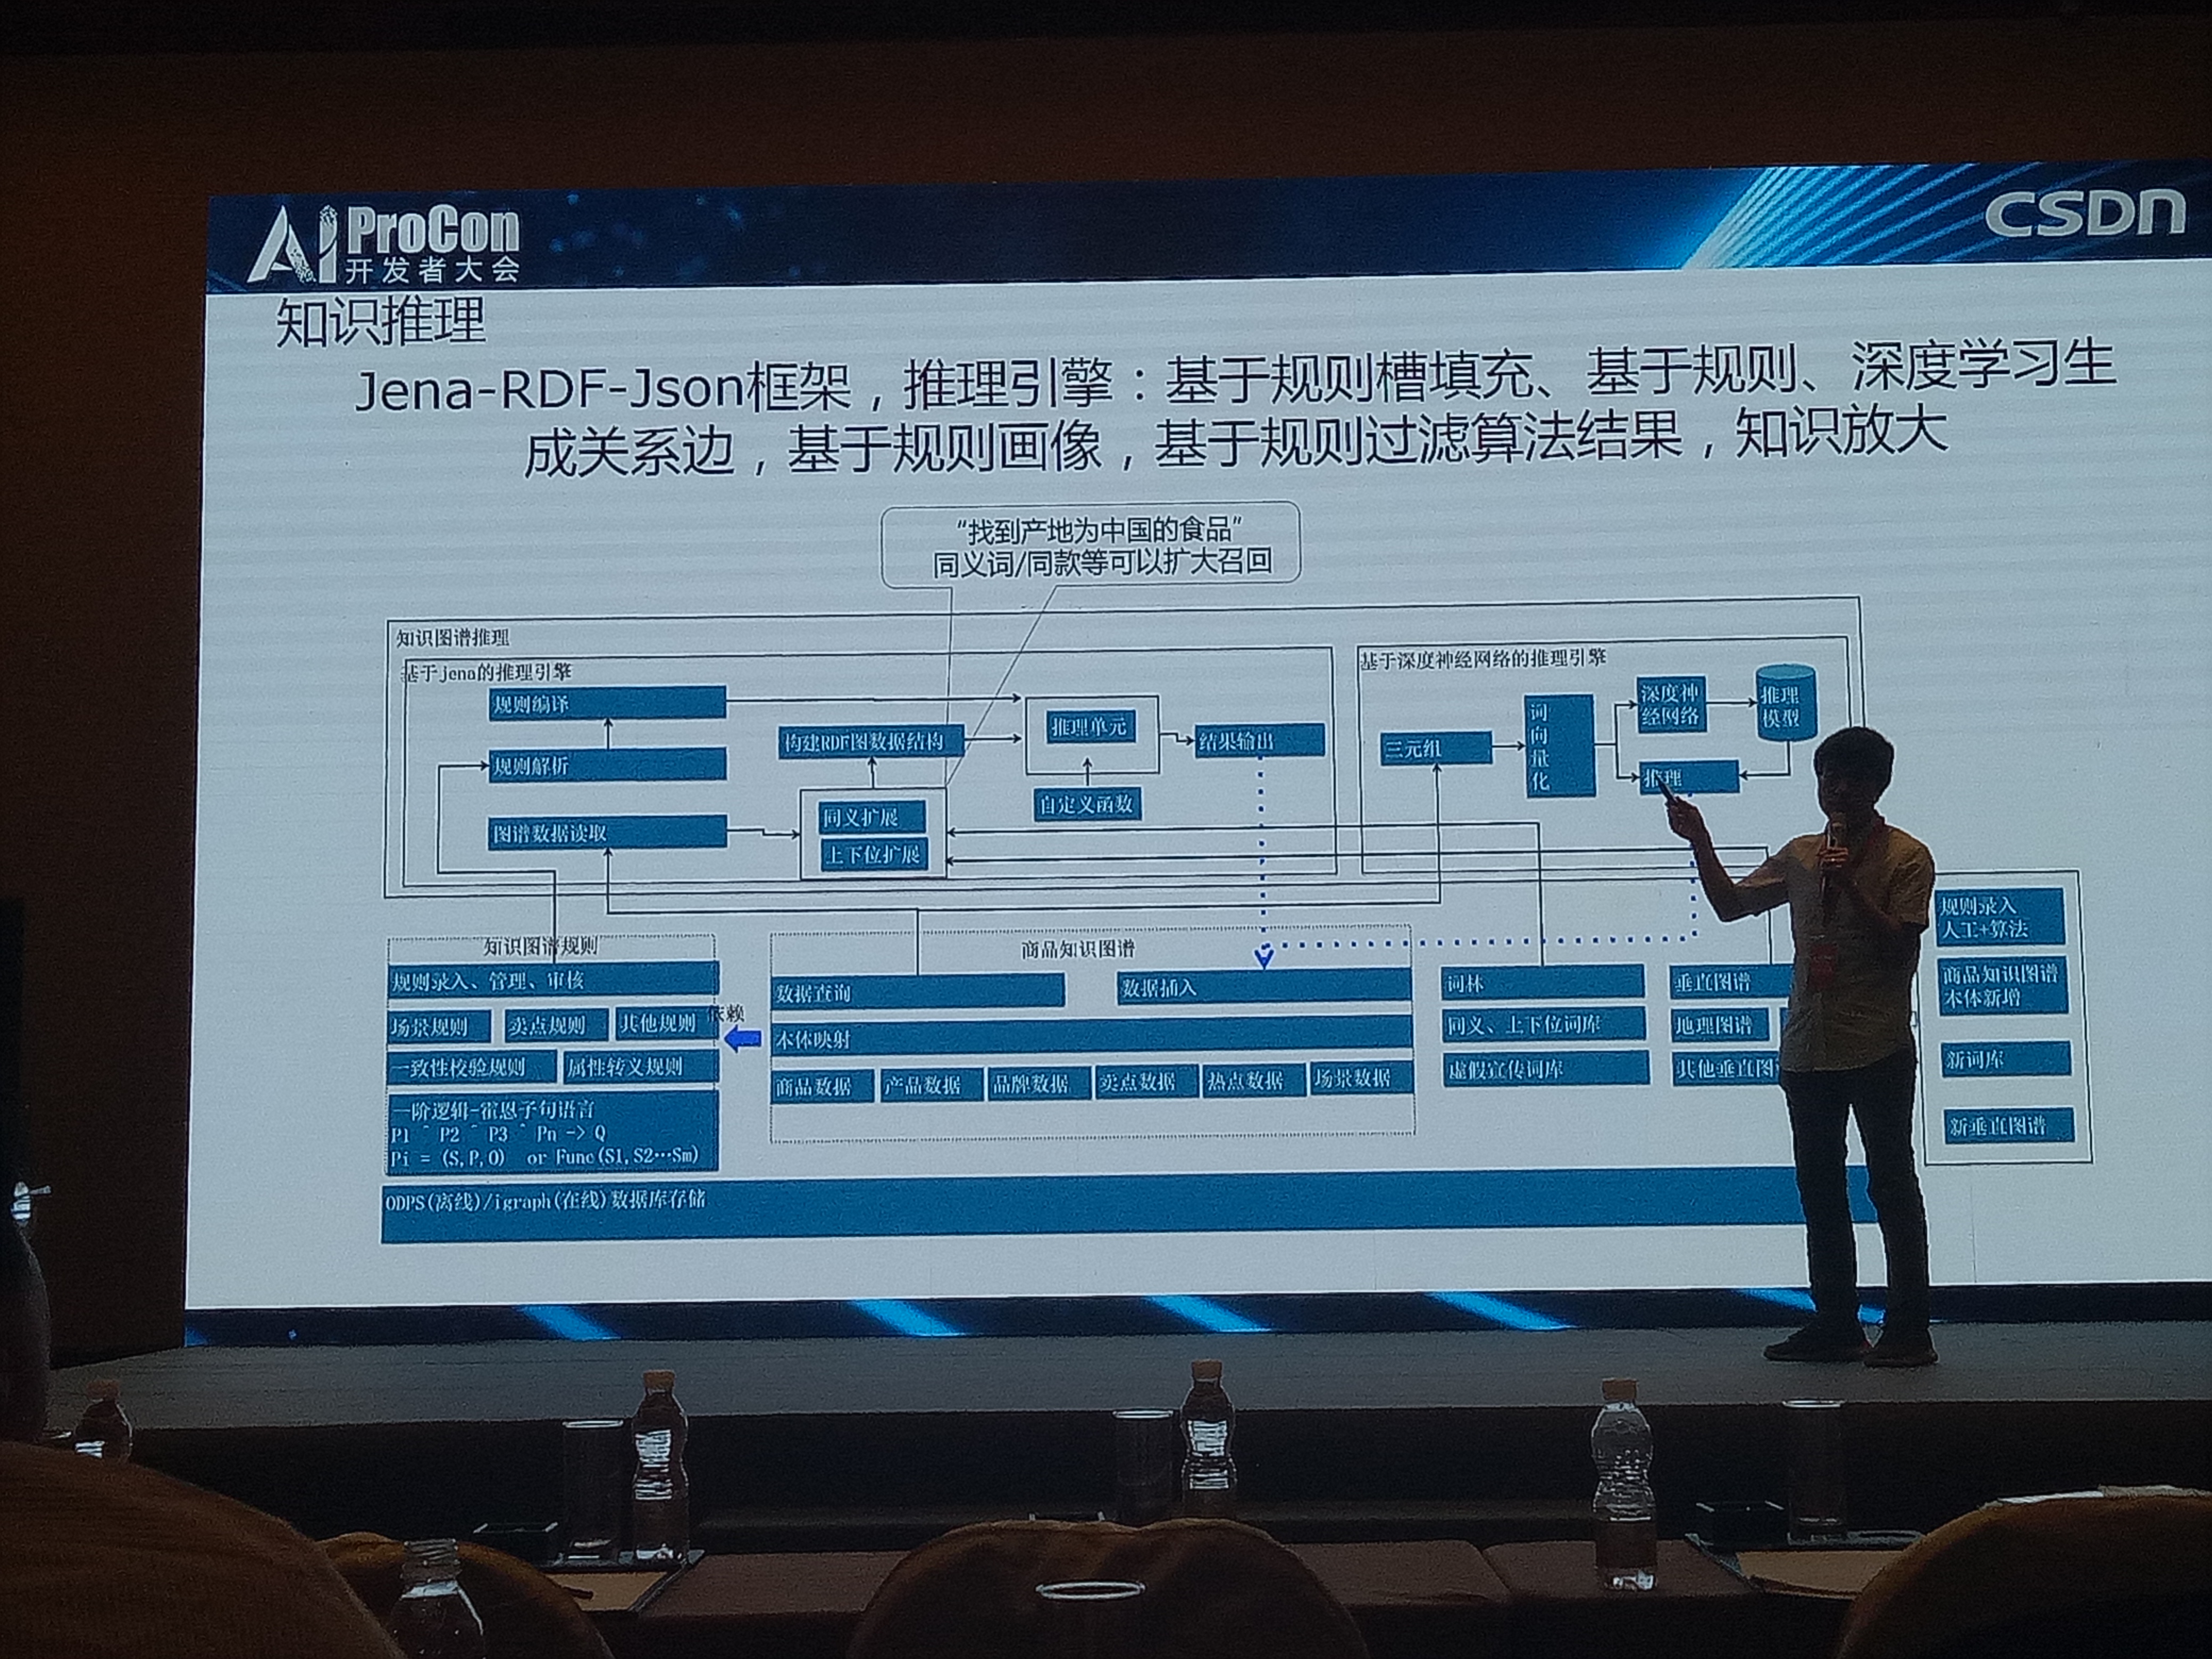 AI ProCon
开发者大会
CSDN
知识推理
Jena-RDF-Json框架，推理引擎：基于规则槽填充、基于规则、深度学习生
成关系边，基于规则画像，基于规则过滤算法结果，知识放大
“找到产地为中国的食品”
同义词/同款等可以扩大召回
知识图谱推理
基于jena的推理引擎
规则编译
规则解析
图谱数据读取
构建RDF图数据结构
同义扩展
上下位扩展
推理单元
自定义函数
结果输出
基于深度神经网络的推理引擎
三元组
词
向
量
化
深度神
经网络
推理
模型
推理
知识图谱规则
规则录入、管理、审核
场景规则
卖点规则
其他规则
一致性校验规则
属性转义规则
一阶逻辑-霍恩子句语言
P1 ^ P2 ^ P3 ^ Pn -> Q
Pi = (S,P,O) or Func(S1,S2…Sm)
依赖
商品知识图谱
数据查询
数据插入
本体映射
商品数据
产品数据
品牌数据
卖点数据
热点数据
场景数据
词林
同义、上下位词库
虚假宣传词库
垂直图谱
地理图谱
其他垂直图
规则录入
人工+算法
商品知识图谱
本体新增
新词库
新垂直图谱
ODPS(离线)/igraph(在线)数据库存储